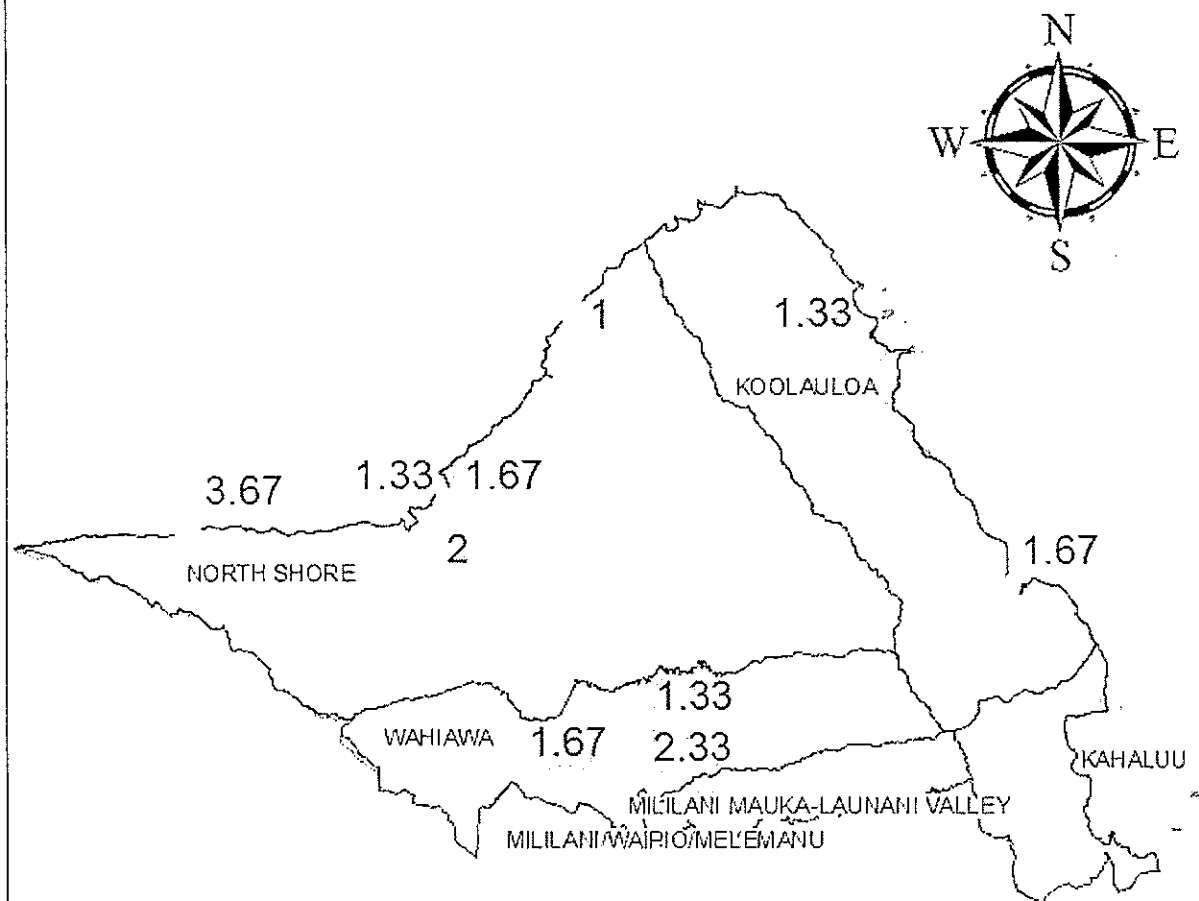 N
W E
S
1 1.33
KOOLAULOA
3.67 1.33 1.67
2 1.67
NORTH SHORE
1.33
WAHIAWA 1.67 2.33
KAHALUU
MILILANI MAUKA-LAUNANI VALLEY
MILILANI/WAIPIO/MELEMANU